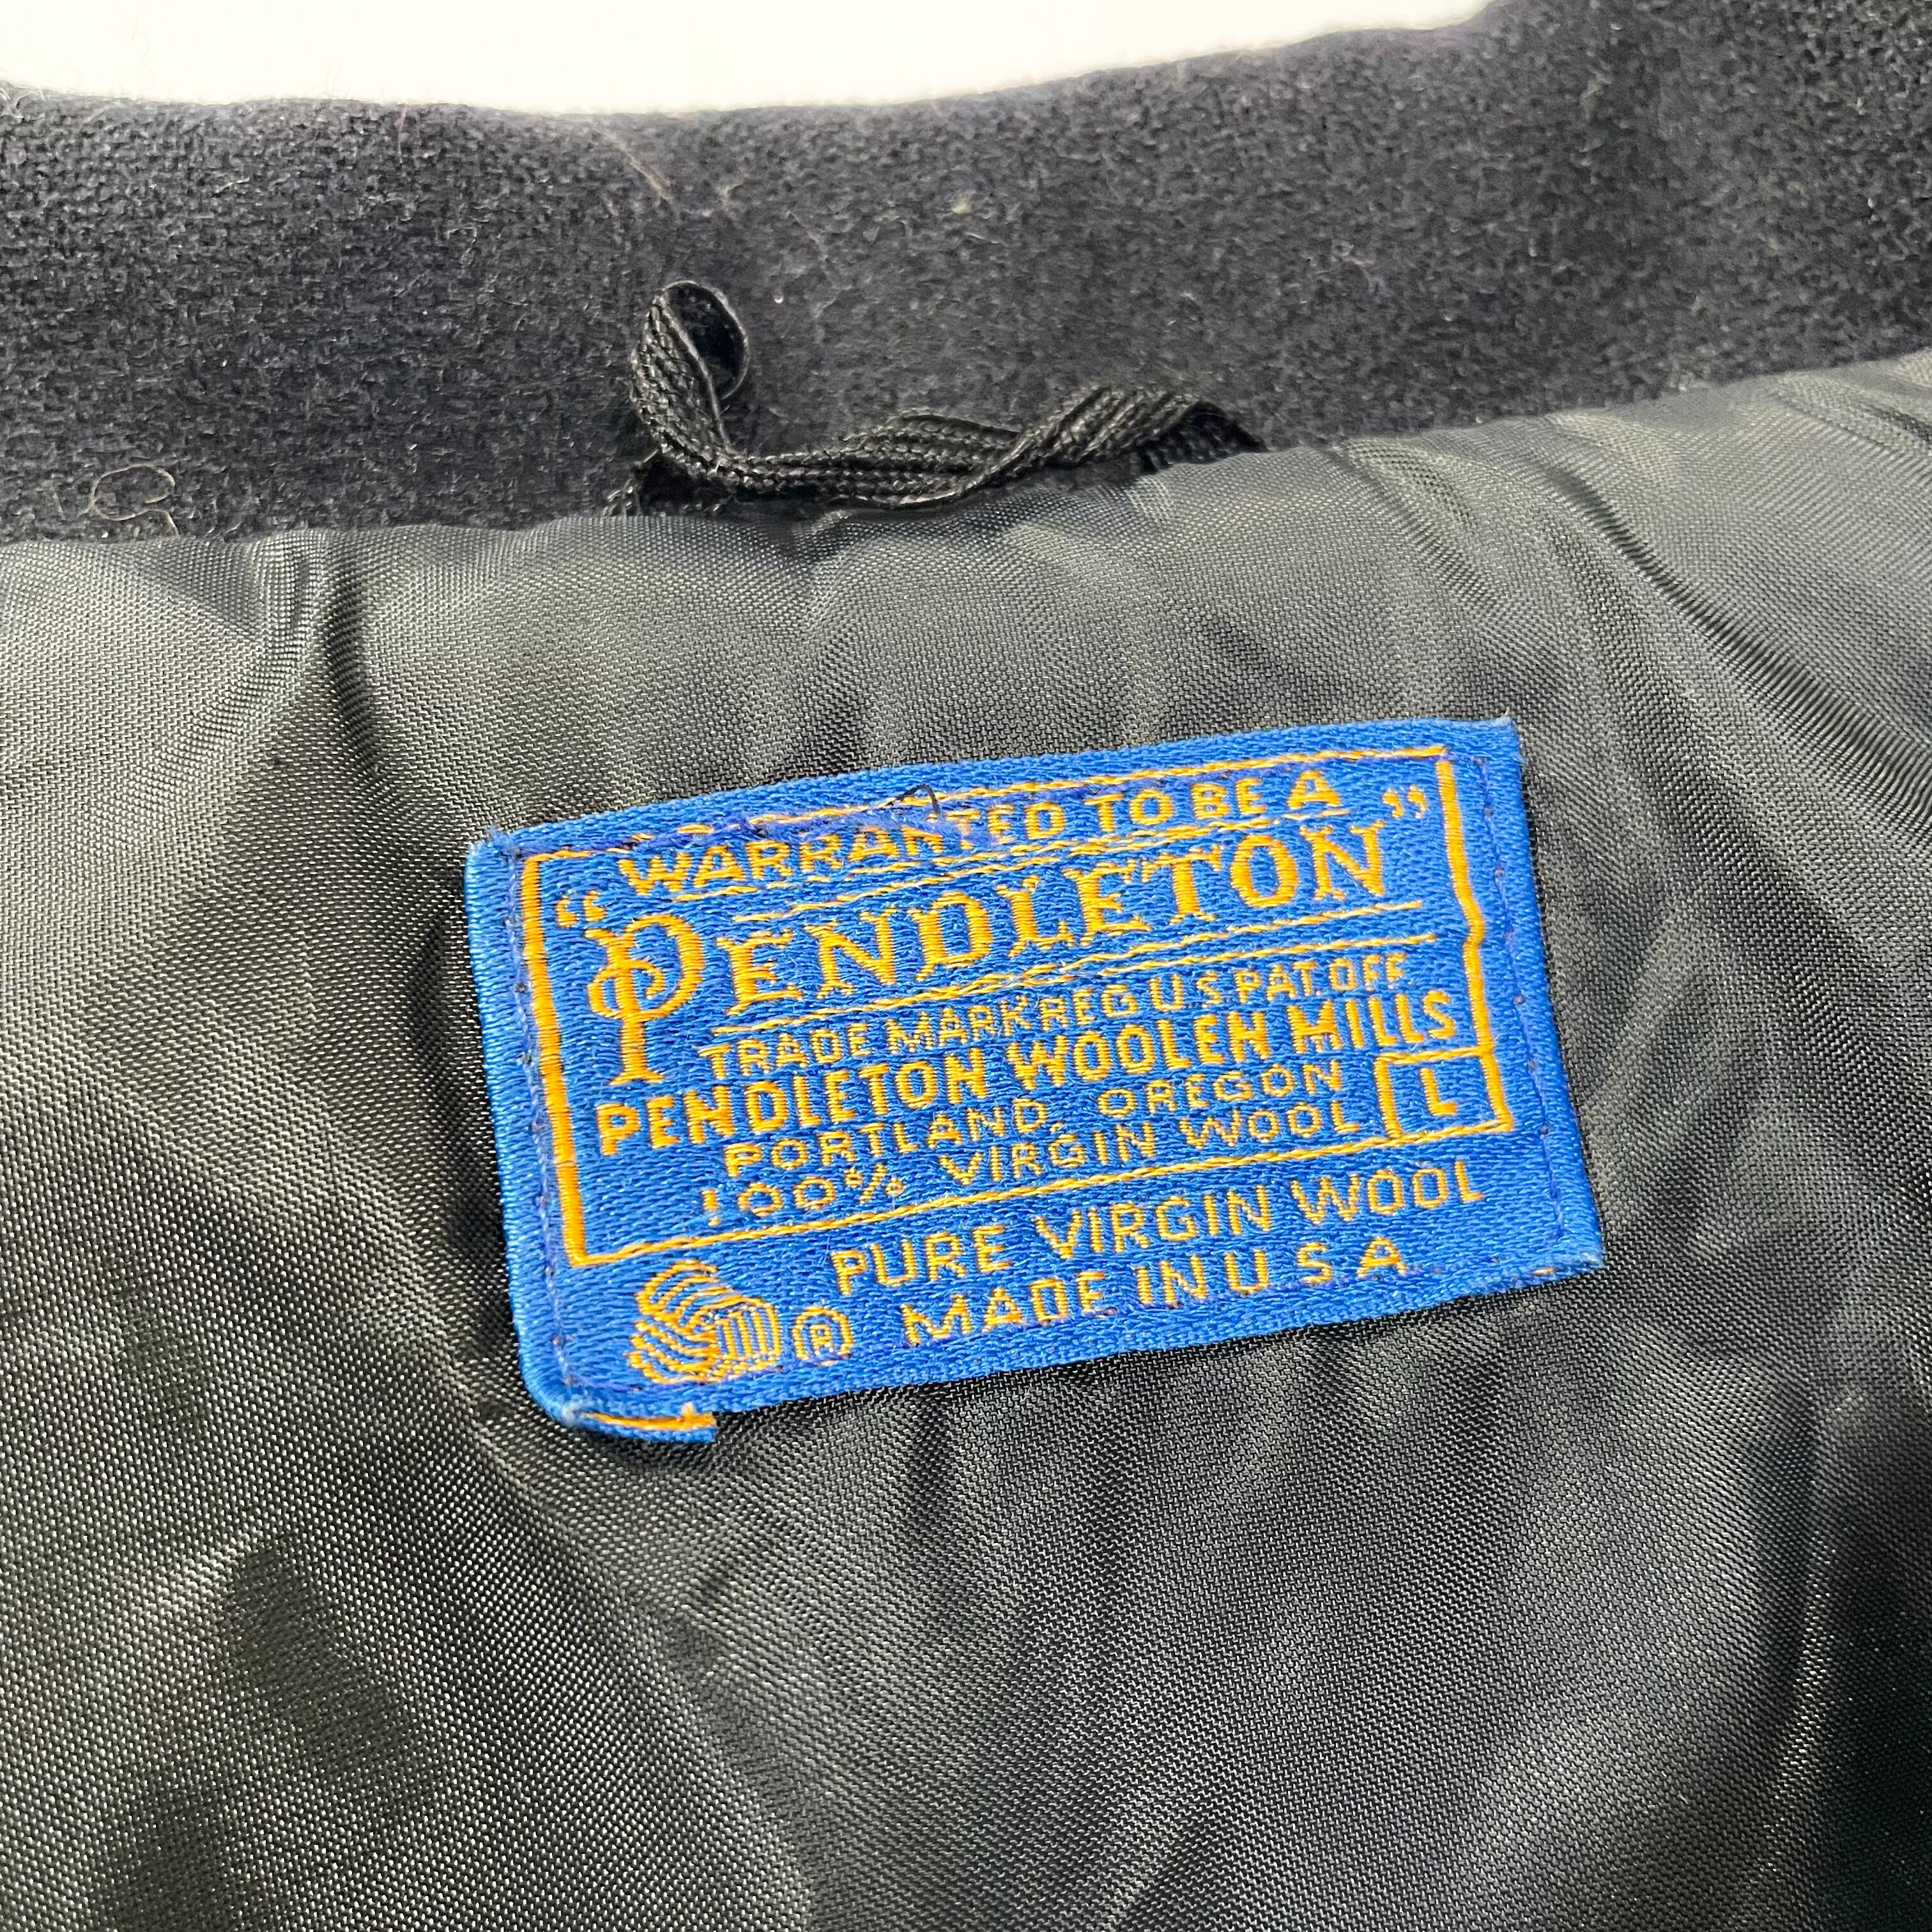 WARRANTED TO BE A
"PENDLETON"
TRADE MARK REG U.S. PAT. OFF.
PENDLETON WOOLEN MILLS
PORTLAND, OREGON
100% VIRGIN WOOL
L
PURE VIRGIN WOOL
® MADE IN U S A